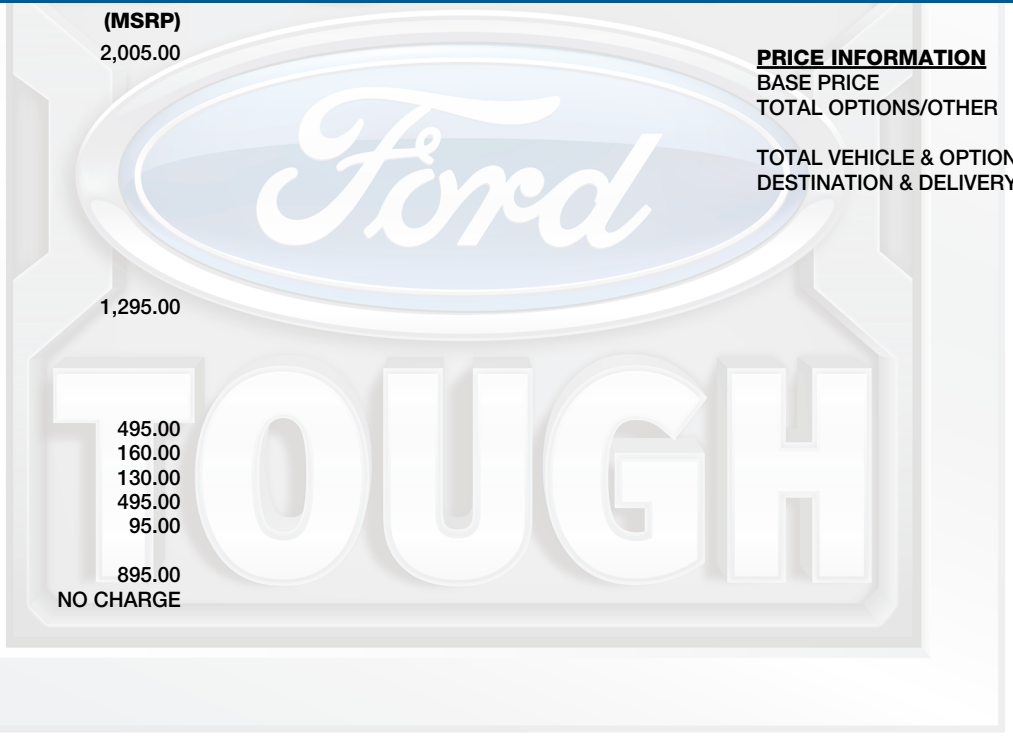 (MSRP)
2,005.00
1,295.00
495.00
160.00
130.00
495.00
95.00
895.00
NO CHARGE
PRICE INFORMATION
BASE PRICE
TOTAL OPTIONS/OTHER
TOTAL VEHICLE & OPTION
DESTINATION & DELIVERY
Ford
TOUGH